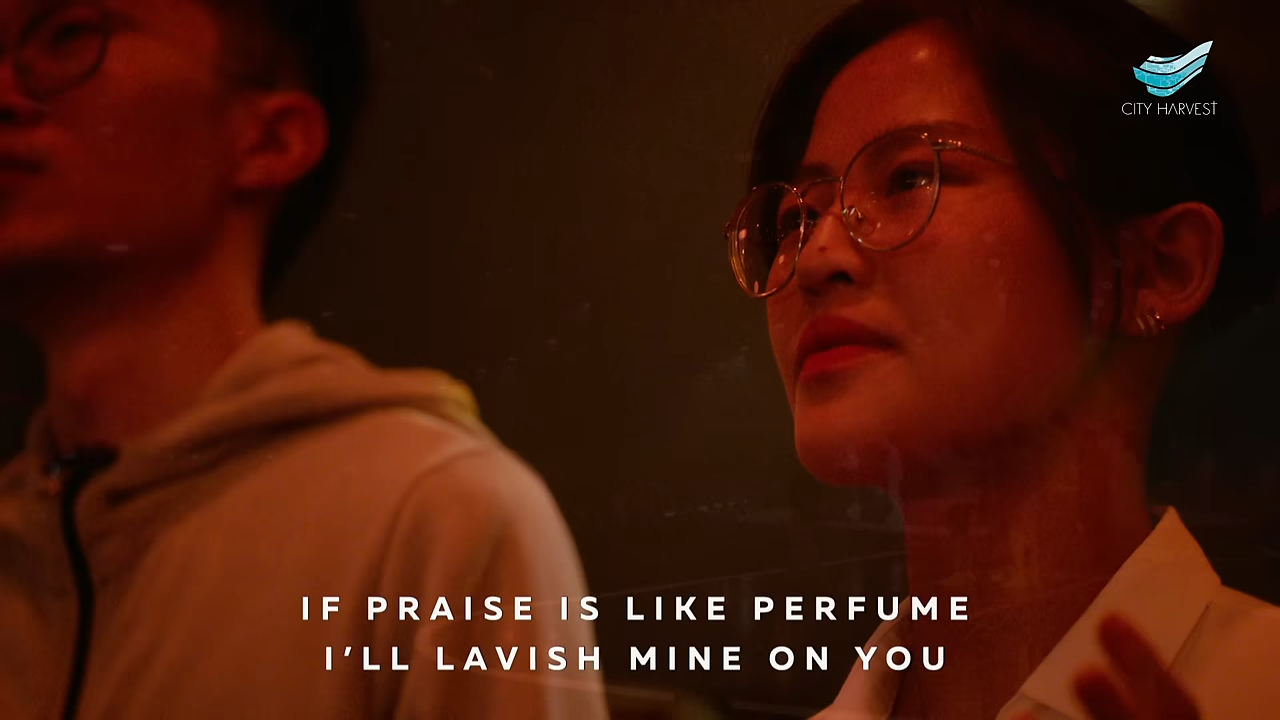 CITY HARVEST
IF PRAISE IS LIKE PERFUME
I'LL LAVISH MINE ON YOU